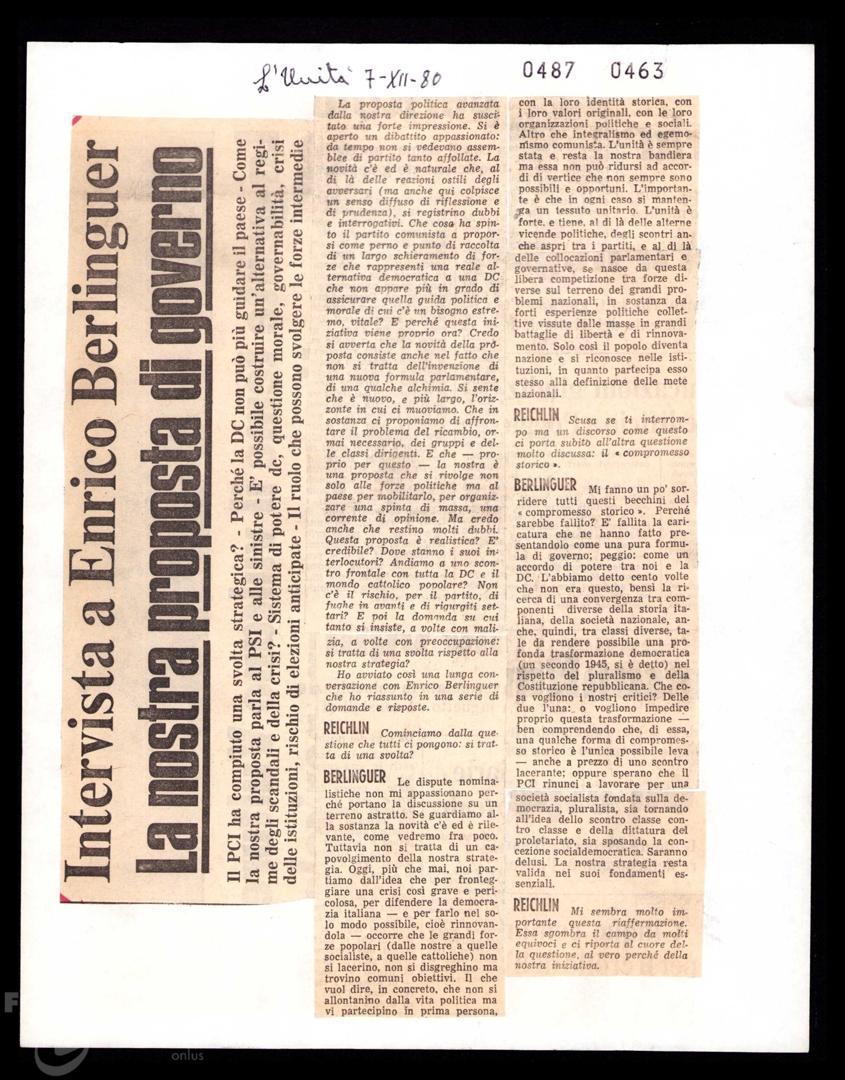 L'Unità 7-XII-80
0487 0463
Intervista a Enrico Berlinguer
La nostra proposta di governo
Il PCI ha compiuto una svolta strategica? - Perché la DC non può più guidare il paese - Come
la nostra proposta parla al PSI e alle sinistre - E' possibile costruire un'alternativa al regi-
me degli scandali e della crisi? - Sistema di potere dc, questione morale, governabilità, crisi
delle istituzioni, rischio di elezioni anticipate - Il ruolo che possono svolgere le forze intermedie
La proposta politica avanzata
dalla nostra direzione ha susci-
tato una forte impressione. Si è
aperto un dibattito appassionato:
da tempo non si vedevano assem-
blee di partito tanto affollate. La
novità c'è ed è naturale che, al
di là delle reazioni ostili degli
avversari (ma anche qui colpisce
un senso diffuso di riflessione e
di prudenza), si registrino dubbi
e interrogativi. Che cosa ha spin-
to il partito comunista a propor-
si come perno e punto di raccolta
di un largo schieramento di for-
ze che rappresenti una reale al-
ternativa democratica a una DC
che non appare più in grado di
assicurare quella guida politica e
morale di cui c'è un bisogno estre-
mo, vitale? E perché questa ini-
ziativa viene proprio ora? Credo
si avverta che la novità della pro-
posta consiste anche nel fatto che
non si tratta dell'invenzione di
una nuova formula parlamentare,
di una qualche alchimia. Si sente
che è nuovo, e più largo, l'oriz-
zonte in cui ci muoviamo. Che in
sostanza ci proponiamo di affron-
tare il problema del ricambio, or-
mai necessario, dei gruppi e del-
le classi dirigenti. E che — pro-
prio per questo — la nostra è
una proposta che si rivolge non
solo alle forze politiche ma al
paese per mobilitarlo, per organiz-
zare una spinta di massa, una
corrente di opinione. Ma credo
anche che restino molti dubbi.
Questa proposta è realistica? E'
credibile? Dove stanno i suoi in-
terlocutori? Andiamo a uno scon-
tro frontale con tutta la DC e il
mondo cattolico popolare? Non
c'è il rischio, per il partito, di
fughe in avanti e di rigurgiti set-
tari? E poi la domanda su cui
tanto si insiste, a volte con mali-
zia, a volte con preoccupazione:
si tratta di una svolta rispetto alla
nostra strategia?
Ho avviato così una lunga con-
versazione con Enrico Berlinguer
che ho riassunto in una serie di
domande e risposte.
REICHLIN Cominciamo dalla que-
stione che tutti ci pongono: si trat-
ta di una svolta?
BERLINGUER Le dispute nomina-
listiche non mi appassionano per-
ché portano la discussione su un
terreno astratto. Se guardiamo al-
la sostanza la novità c'è ed è rile-
vante, come vedremo fra poco.
Tuttavia non si tratta di un ca-
povolgimento della nostra strate-
gia. Oggi, più che mai, noi par-
tiamo dall'idea che per fronteg-
giare una crisi così grave e peri-
colosa, per difendere la democra-
zia italiana — e per farlo nel so-
lo modo possibile, cioè rinnovan-
dola — occorre che le grandi for-
ze popolari (dalle nostre a quelle
socialiste, a quelle cattoliche) non
si lacerino, non si disgreghino ma
trovino comuni obiettivi. Il che
vuol dire, in concreto, che non si
allontanino dalla vita politica ma
vi partecipino in prima persona,
con la loro identità storica, con
i loro valori originali, con le loro
organizzazioni politiche e sociali.
Altro che integralismo ed egemo-
nismo comunista. L'unità è sempre
stata e resta la nostra bandiera
ma essa non può ridursi ad accor-
di di vertice che non sempre sono
possibili e opportuni. L'importan-
te è che in ogni caso si manten-
ga un tessuto unitario. L'unità è
forte, e tiene, al di là delle alterne
vicende politiche, degli scontri an-
che aspri tra i partiti, e al di là
delle collocazioni parlamentari e
governative, se nasce da questa
libera competizione tra forze di-
verse sul terreno dei grandi pro-
blemi nazionali, in sostanza da
forti esperienze politiche collet-
tive vissute dalle masse in grandi
battaglie di libertà e di rinnova-
mento. Solo così il popolo diventa
nazione e si riconosce nelle isti-
tuzioni, in quanto partecipa esso
stesso alla definizione delle mete
nazionali.
REICHLIN Scusa se ti interrom-
po ma un discorso come questo
ci porta subito all'altra questione
molto discussa: il « compromesso
storico ».
BERLINGUER Mi fanno un po' sor-
ridere tutti questi becchini del
« compromesso storico ». Perché
sarebbe fallito? E' fallita la cari-
catura che ne hanno fatto pre-
sentandolo come una pura formu-
la di governo; peggio: come un
accordo di potere tra noi e la
DC. L'abbiamo detto cento volte
che non era questo, bensì la ri-
cerca di una convergenza tra com-
ponenti diverse della storia ita-
liana, della società nazionale, an-
che, quindi, tra classi diverse, ta-
le da rendere possibile una pro-
fonda trasformazione democratica
(un secondo 1945, si è detto) nel
rispetto del pluralismo e della
Costituzione repubblicana. Che co-
sa vogliono i nostri critici? Delle
due l'una: o vogliono impedire
proprio questa trasformazione —
ben comprendendo che, di essa,
una qualche forma di compromes-
so storico è l'unica possibile leva
— anche a prezzo di uno scontro
lacerante; oppure sperano che il
PCI rinunci a lavorare per una
società socialista fondata sulla de-
mocrazia, pluralista, sia tornando
all'idea dello scontro classe con-
tro classe e della dittatura del
proletariato, sia sposando la con-
cezione socialdemocratica. Saranno
delusi. La nostra strategia resta
valida nei suoi fondamenti es-
senziali.
REICHLIN Mi sembra molto im-
portante questa riaffermazione.
Essa sgombra il campo da molti
equivoci e ci riporta al cuore del-
la questione, al vero perché della
nostra iniziativa.
F
onlus